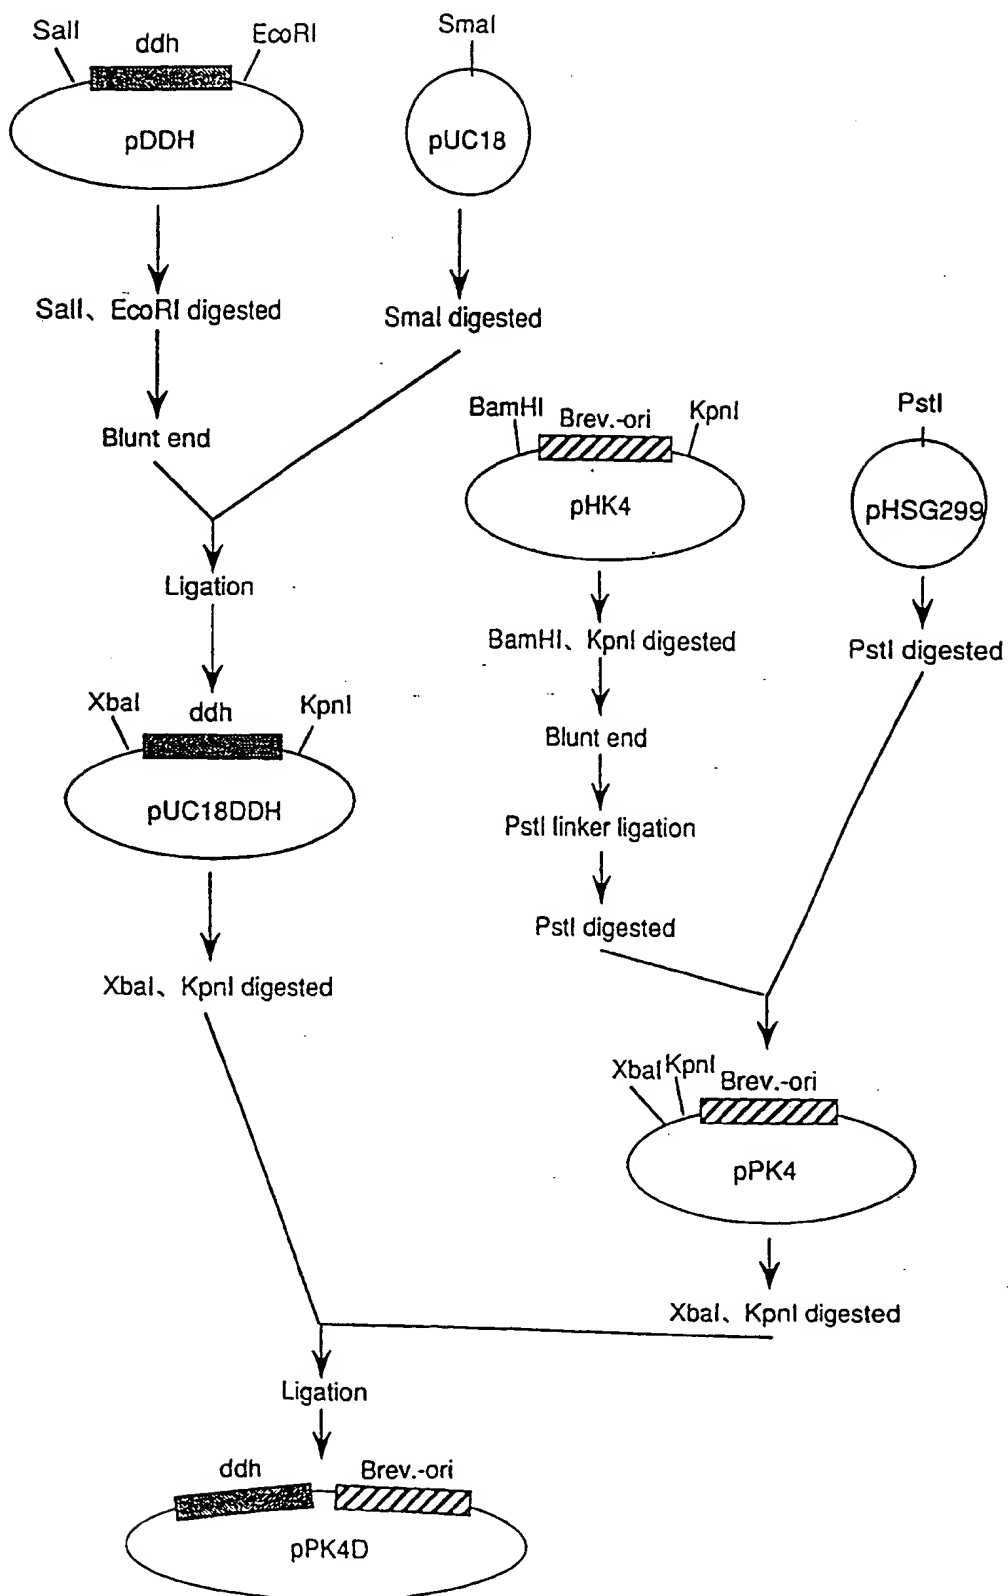 SalI
ddh
EcoRI
pDDH
SmaI
pUC18
SalI、EcoRI digested
SmaI digested
Blunt end
Ligation
BamHI
Brev.-ori
KpnI
pHK4
PstI
pHSG299
BamHI、KpnI digested
PstI digested
Blunt end
PstI linker ligation
PstI digested
XbaI
ddh
KpnI
pUC18DDH
XbaI、KpnI digested
XbaI
KpnI
Brev.-ori
pPK4
XbaI、KpnI digested
Ligation
ddh
Brev.-ori
pPK4D